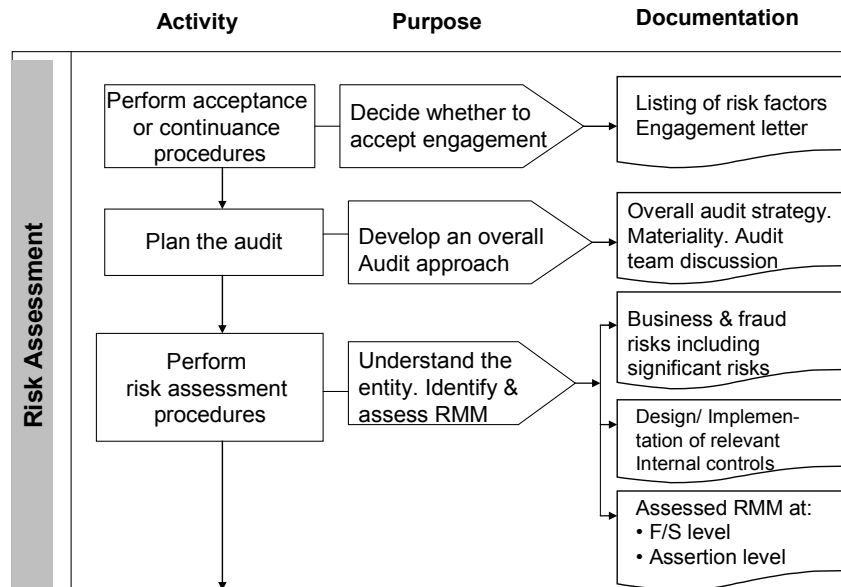 Activity
Purpose
Documentation
Risk Assessment
Perform acceptance
or continuance
procedures
Decide whether to
accept engagement
Listing of risk factors
Engagement letter
Plan the audit
Develop an overall
Audit approach
Overall audit strategy.
Materiality. Audit
team discussion
Perform
risk assessment
procedures
Understand the
entity. Identify &
assess RMM
Business & fraud
risks including
significant risks
Design/ Implemen-
tation of relevant
Internal controls
Assessed RMM at:
• F/S level
• Assertion level